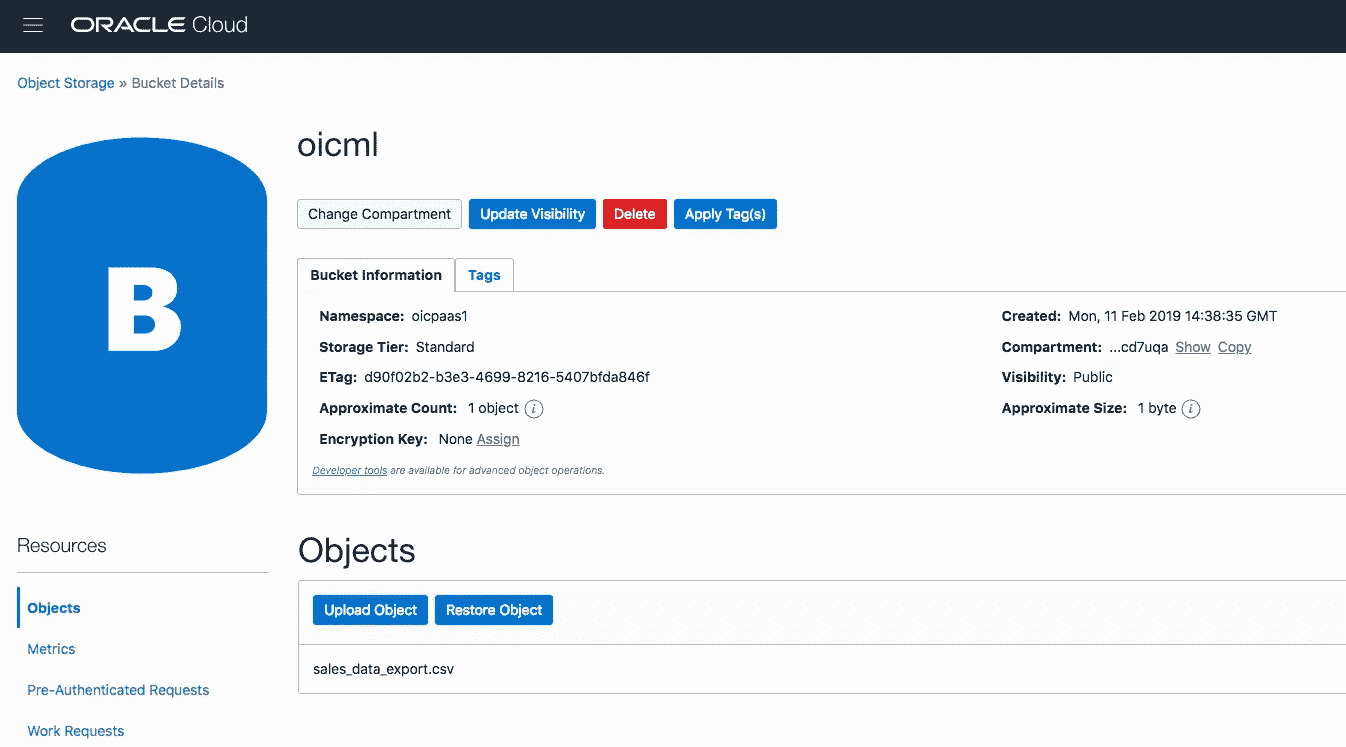 ORACLE Cloud
Object Storage » Bucket Details
B
oicml
Change Compartment Update Visibility Delete Apply Tag(s)
Bucket Information Tags
Namespace: oicpaas1 Created: Mon, 11 Feb 2019 14:38:35 GMT
Storage Tier: Standard Compartment: ...cd7uqa Show Copy
ETag: d90f02b2-b3e3-4699-8216-5407bfda846f Visibility: Public
Approximate Count: 1 object i Approximate Size: 1 byte i
Encryption Key: None Assign
Developer tools are available for advanced object operations.
Resources
Objects
Metrics
Pre-Authenticated Requests
Work Requests
Objects
Upload Object Restore Object
sales_data_export.csv